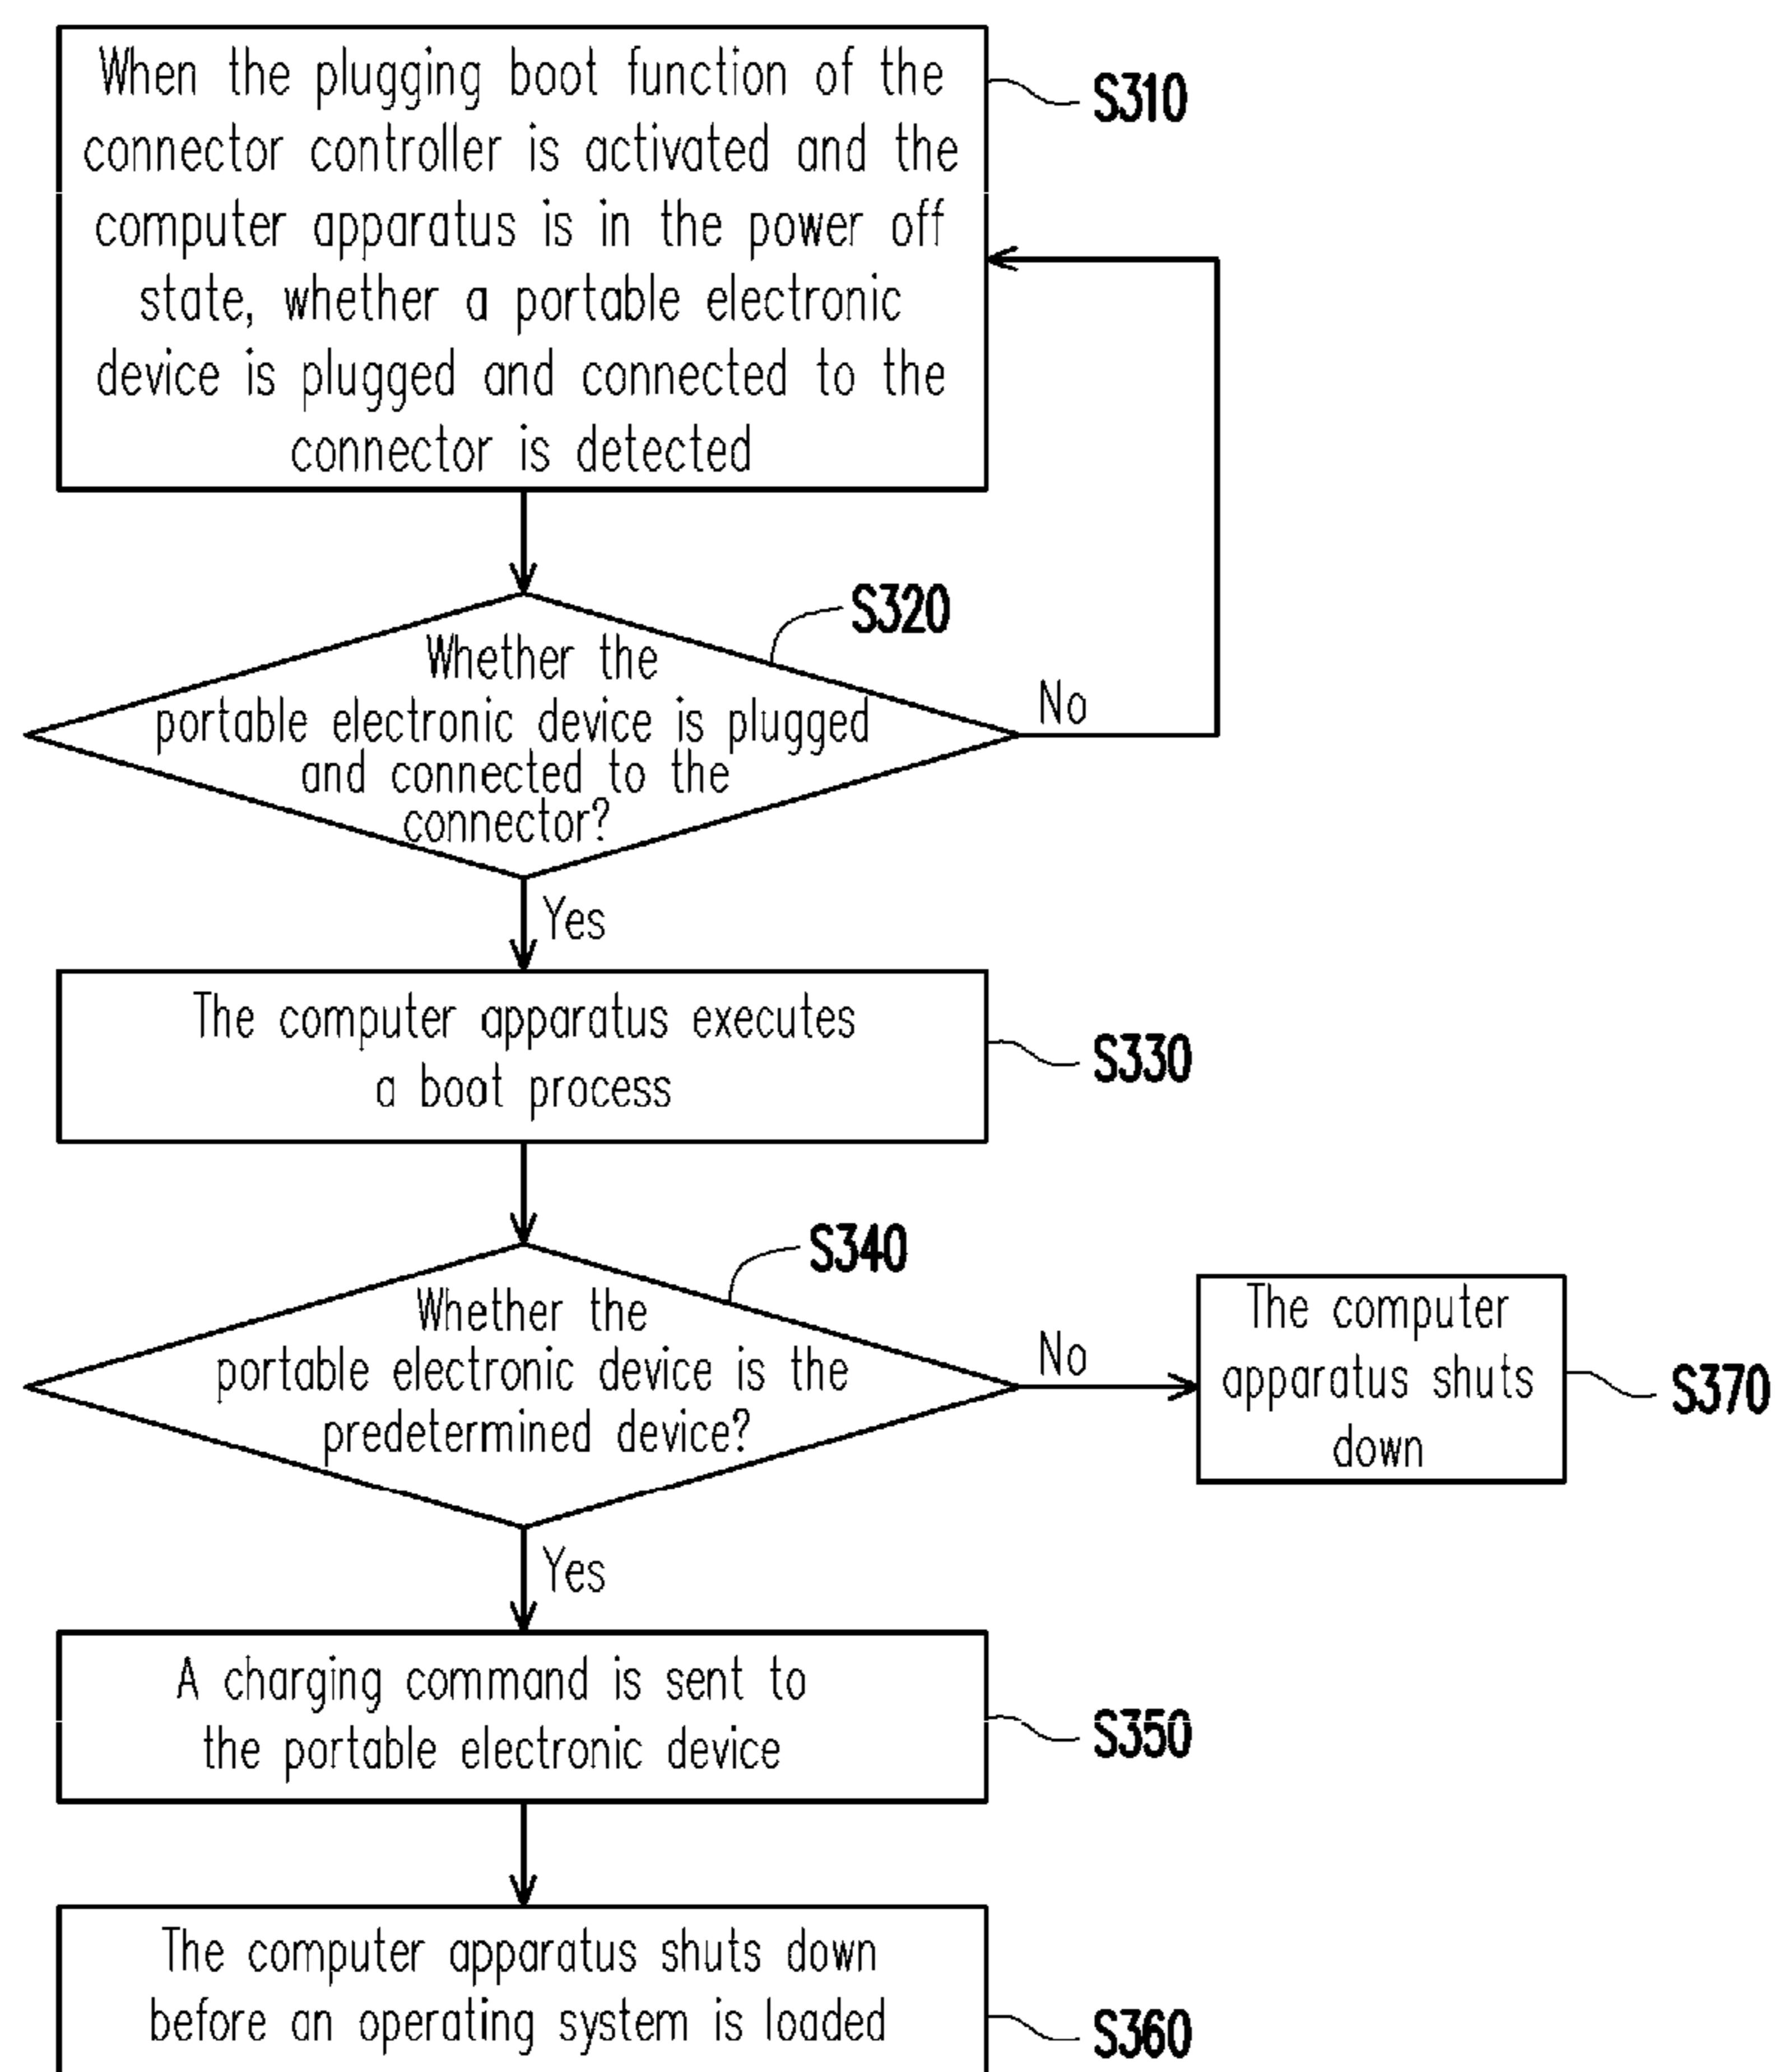 When the plugging boot function of the
connector controller is activated and the
computer apparatus is in the power off
state, whether a portable electronic
device is plugged and connected to the
connector is detected
S310
Whether the
portable electronic device is plugged
and connected to the
connector?
S320
No
Yes
The computer apparatus executes
a boot process
S330
Whether the
portable electronic device is the
predetermined device?
S340
No
The computer
apparatus shuts
down
S370
Yes
A charging command is sent to
the portable electronic device
S350
The computer apparatus shuts down
before an operating system is loaded
S360